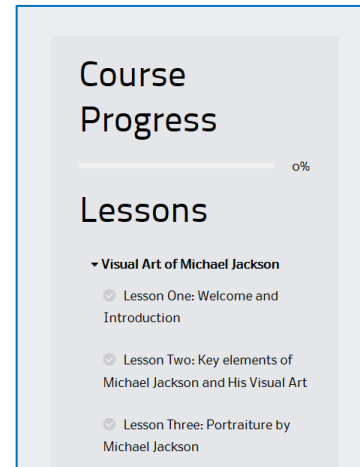 Course
Progress
0%
Lessons
Visual Art of Michael Jackson
Lesson One: Welcome and
Introduction
Lesson Two: Key elements of
Michael Jackson and His Visual Art
Lesson Three: Portraiture by
Michael Jackson